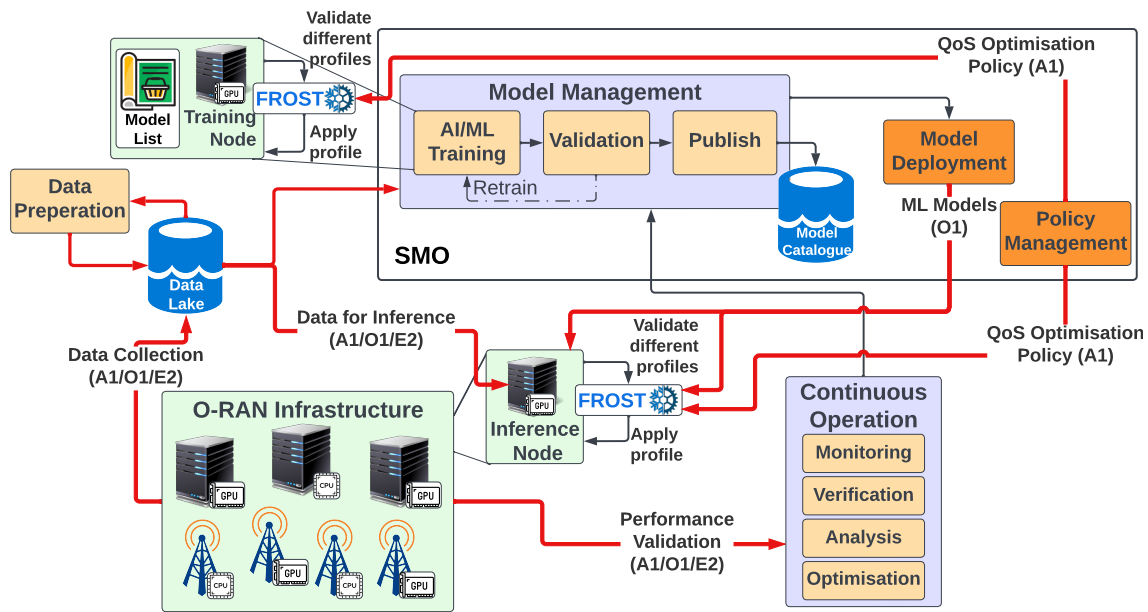 Validate
different
profiles
GPU
Training
Node
Model
List
FROST
Apply
profile
QoS Optimisation
Policy (A1)
Model Management
AI/ML
Training
Validation
Publish
Retrain
Model
Catalogue
Model
Deployment
ML Models
(O1)
Policy
Management
SMO
Data
Preperation
Data
Lake
Data for Inference
(A1/O1/E2)
Data Collection
(A1/O1/E2)
Validate
different
profiles
QoS Optimisation
Policy (A1)
GPU
FROST
Inference
Node
Apply
profile
O-RAN Infrastructure
GPU
CPU
GPU
CPU
GPU
CPU
GPU
Performance
Validation
(A1/O1/E2)
Continuous
Operation
Monitoring
Verification
Analysis
Optimisation